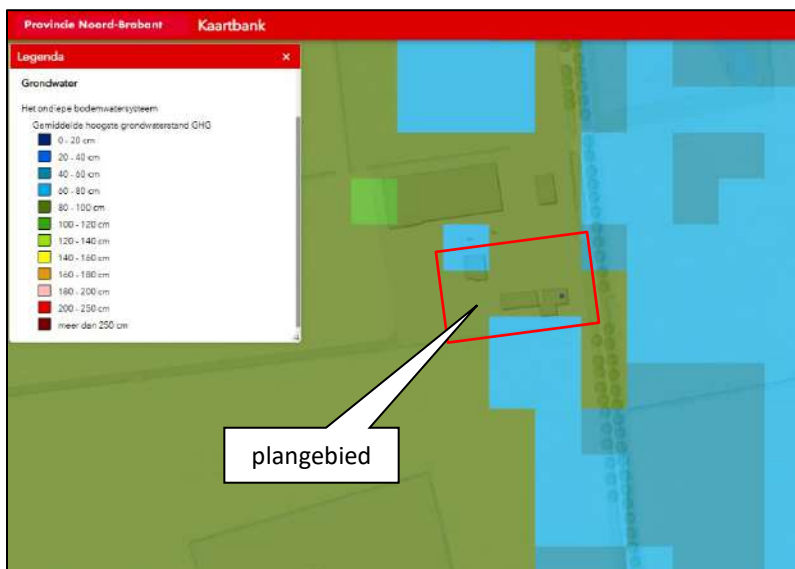 Provincie Noord-Brabant Kaartbank
Legenda ×
Grondwater
Het ondiepe bodemwatersysteem
Gemiddelde hoogste grondwaterstand GHG
0 - 20 cm
20 - 40 cm
40 - 60 cm
60 - 80 cm
80 - 100 cm
100 - 120 cm
120 - 140 cm
140 - 160 cm
160 - 180 cm
180 - 200 cm
200 - 250 cm
meer dan 250 cm
plangebied